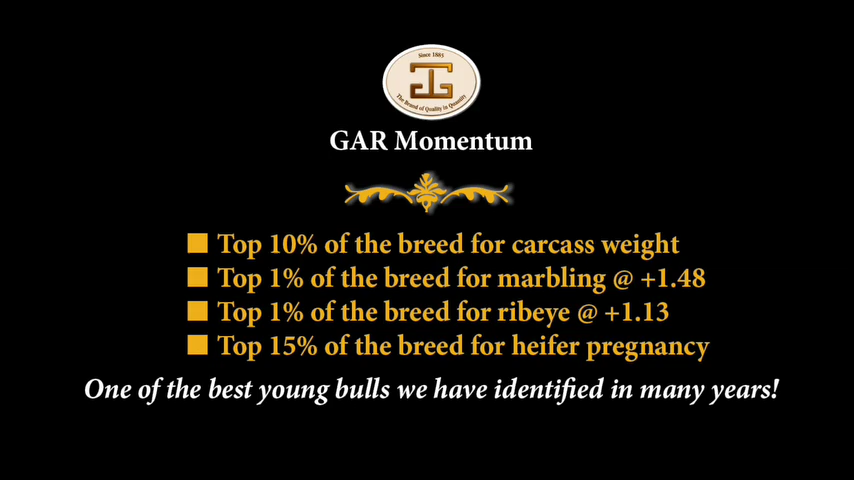 Since 1883
The Brand of Quality in Quantity
GAR Momentum
Top 10% of the breed for carcass weight
Top 1% of the breed for marbling @ +1.48
Top 1% of the breed for ribeye @ +1.13
Top 15% of the breed for heifer pregnancy
One of the best young bulls we have identified in many years!